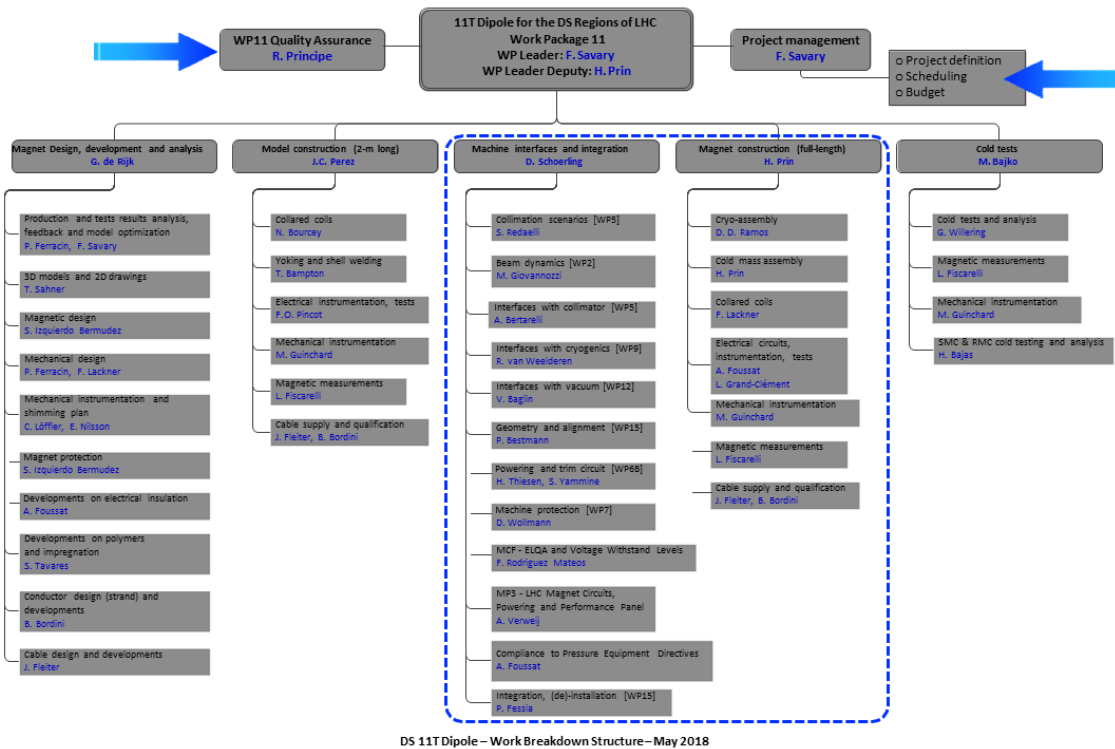 11T Dipole for the DS Regions of LHC
Work Package 11
WP Leader: F. Savary
WP Leader Deputy: H. Prin
WP11 Quality Assurance
R. Principe
Project management
F. Savary
o Project definition
o Scheduling
o Budget
Magnet Design, development and analysis
G. de Rijk
Production and tests results analysis,
feedback and model optimization
P. Ferracin, F. Savary
3D models and 2D drawings
T. Sahner
Magnetic design
S. Izquierdo Bermudez
Mechanical design
P. Ferracin, F. Lackner
Mechanical instrumentation and
shimming plan
C. Löffler, E. Nilsson
Magnet protection
S. Izquierdo Bermudez
Developments on electrical insulation
A. Foussat
Developments on polymers
and impregnation
S. Tavares
Conductor design (strand) and
developments
B. Bordini
Cable design and developments
J. Fleiter
Model construction (2-m long)
J.C. Perez
Collared coils
N. Bourcey
Yoking and shell welding
T. Bampton
Electrical instrumentation, tests
F.O. Pincot
Mechanical instrumentation
M. Guinchard
Magnetic measurements
L. Fiscarelli
Cable supply and qualification
J. Fleiter, B. Bordini
Machine interfaces and integration
D. Schoerling
Collimation scenarios [WP5]
S. Redaelli
Beam dynamics [WP2]
M. Giovannozzi
Interfaces with collimator [WP5]
A. Bertarelli
Interfaces with cryogenics [WP9]
R. van Weelderen
Interfaces with vacuum [WP12]
V. Baglin
Geometry and alignment [WP15]
P. Bestmann
Powering and trim circuit [WP6B]
H. Thiesen, S. Yammine
Machine protection [WP7]
D. Wollmann
MCF - ELQA and Voltage Withstand Levels
F. Rodriguez Mateos
MP3 - LHC Magnet Circuits,
Powering and Performance Panel
A. Verweij
Compliance to Pressure Equipment Directives
A. Foussat
Integration, (de)-installation [WP15]
P. Fessia
Magnet construction (full-length)
H. Prin
Cryo-assembly
D. D. Ramos
Cold mass assembly
H. Prin
Collared coils
F. Lackner
Electrical circuits,
instrumentation, tests
A. Foussat
L. Grand-Clément
Mechanical instrumentation
M. Guinchard
Magnetic measurements
L. Fiscarelli
Cable supply and qualification
J. Fleiter, B. Bordini
Cold tests
M. Bajko
Cold tests and analysis
G. Willering
Magnetic measurements
L. Fiscarelli
Mechanical instrumentation
M. Guinchard
SMC & RMC cold testing and analysis
H. Bajas
DS 11T Dipole – Work Breakdown Structure – May 2018